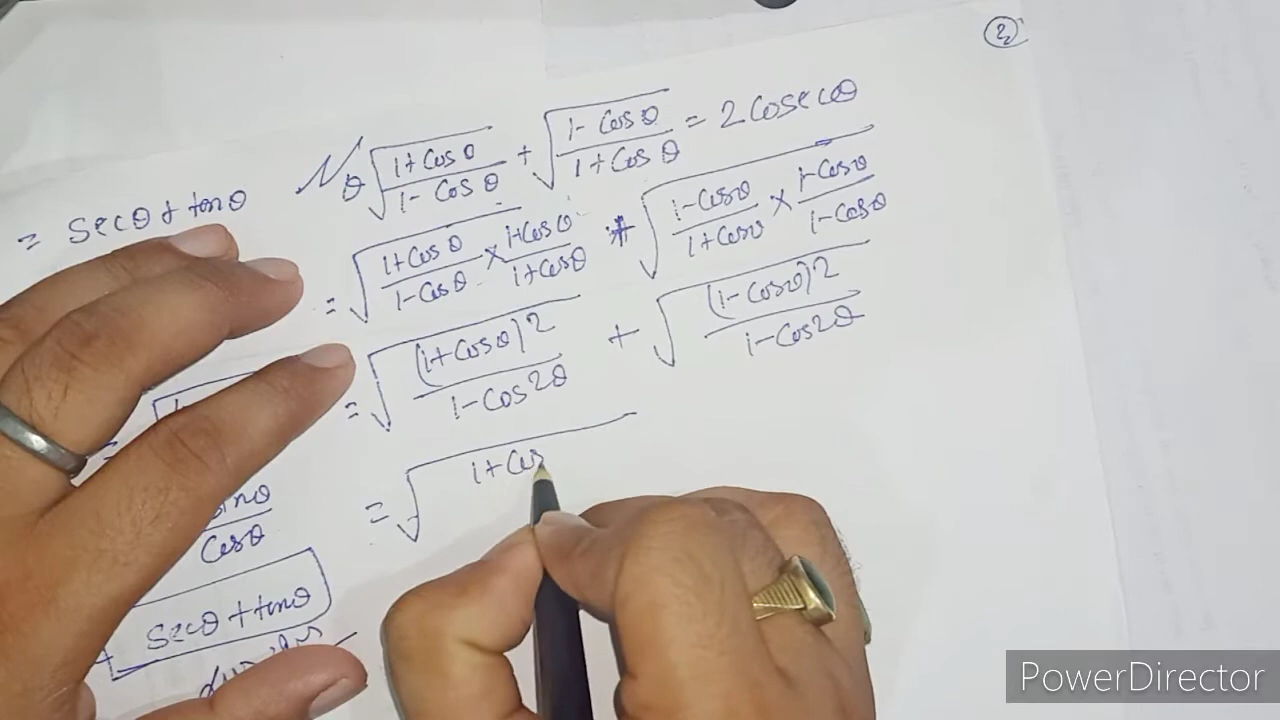 2
√((1+Cosθ)/(1-Cosθ)) + √((1-Cosθ)/(1+Cosθ)) = 2Cosecθ
= secθ + tanθ
= √((1+Cosθ)/(1-Cosθ) × (1+Cosθ)/(1+Cosθ)) + √((1-Cosθ)/(1+Cosθ) × (1-Cosθ)/(1-Cosθ))
= √((1+Cosθ)2/(1-Cos2θ)) + √((1-Cosθ)2/(1-Cos2θ))
= √(1+Cos
sinθ
Cosθ
secθ + tanθ
PowerDirector